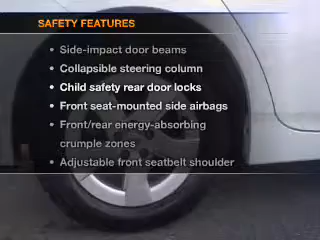 SAFETY FEATURES
• Side-impact door beams
• Collapsible steering column
• Child safety rear door locks
• Front seat-mounted side airbags
• Front/rear energy-absorbing
crumple zones
• Adjustable front seatbelt shoulder